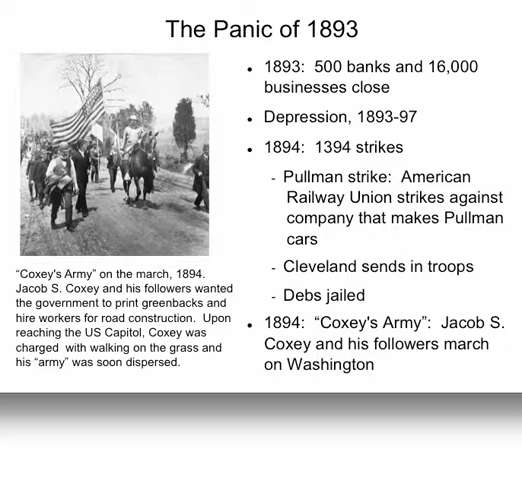 The Panic of 1893
• 1893: 500 banks and 16,000
businesses close
• Depression, 1893-97
• 1894: 1394 strikes
- Pullman strike: American
Railway Union strikes against
company that makes Pullman
cars
- Cleveland sends in troops
- Debs jailed
• 1894: “Coxey's Army”: Jacob S.
Coxey and his followers march
on Washington
“Coxey's Army” on the march, 1894.
Jacob S. Coxey and his followers wanted
the government to print greenbacks and
hire workers for road construction. Upon
reaching the US Capitol, Coxey was
charged with walking on the grass and
his “army” was soon dispersed.